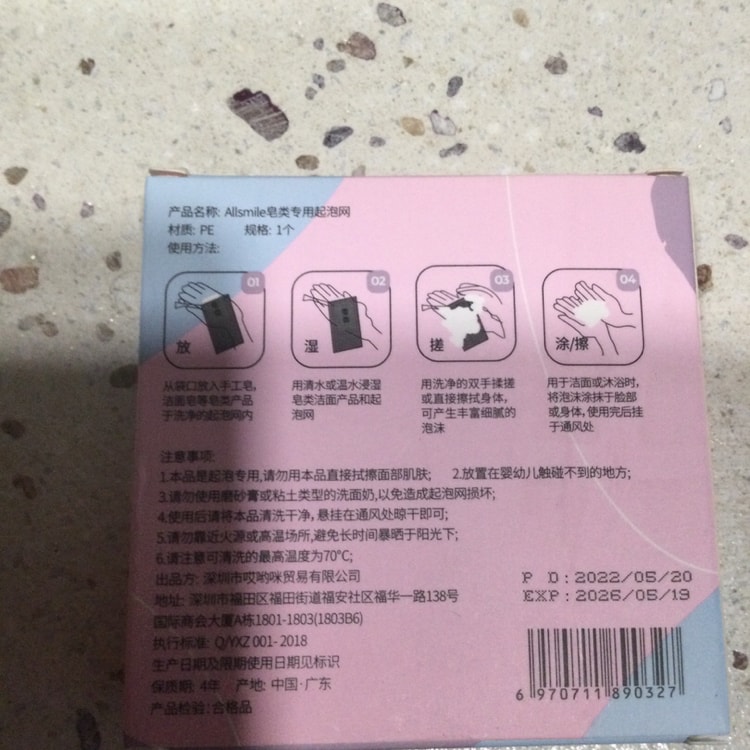 产品名称: Allsmile皂类专用起泡网
材质: PE 规格: 1个
使用方法:
01
放
02
湿
03
搓
04
涂/擦
从袋口放入手工皂,
洁面皂等皂类产品
于洗净的起泡网内
用清水或温水浸湿
皂类洁面产品和起
泡网
用洗净的双手揉搓
或直接擦拭身体,
可产生丰富细腻的
泡沫
用于洁面或沐浴时,
将泡沫涂抹于脸部
或身体, 使用完后挂
于通风处
注意事项:
1.本品是起泡专用,请勿用本品直接拭擦面部肌肤; 2.放置在婴幼儿触碰不到的地方;
3.请勿使用磨砂膏或粘土类型的洗面奶,以免造成起泡网损坏;
4.使用后请将本品清洗干净, 悬挂在通风处晾干即可;
5.请勿靠近火源或高温场所,避免长时间暴晒于阳光下;
6.请注意可清洗的最高温度为70°C;
出品方: 深圳市哎哟咪贸易有限公司
地址: 深圳市福田区福田街道福安社区福华一路138号
国际商会大厦A栋1801-1803(1803B6)
执行标准: Q/YXZ 001- 2018
生产日期及限期使用日期见标识
保质期: 4年 产地: 中国·广东
产品检验: 合格品
P D:2022/05/20
EXP:2026/05/19
6 970711 890327